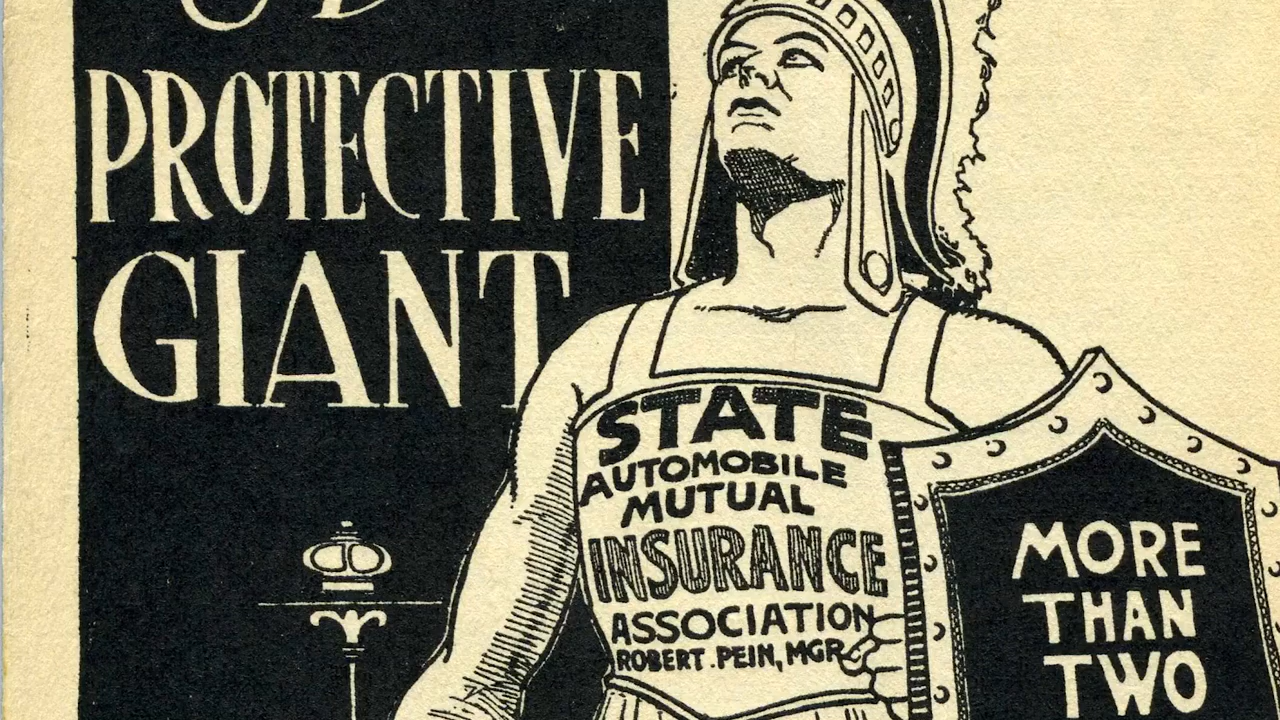 PROTECTIVE
GIANT
STATE
AUTOMOBILE
MUTUAL
INSURANCE
ASSOCIATION
ROBERT. PEIN, MGR.
MORE
THAN
TWO